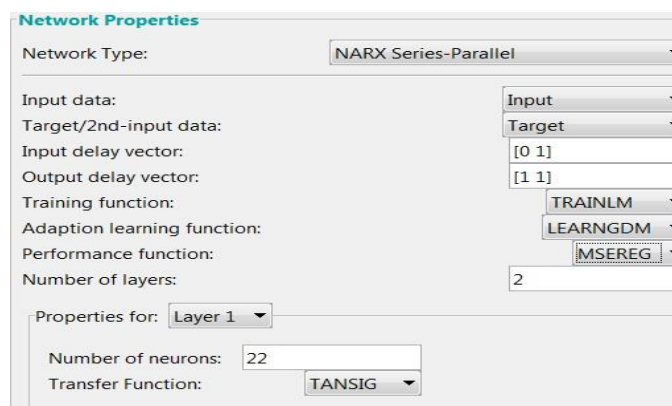 Network Properties
Network Type: NARX Series-Parallel
Input data: Input
Target/2nd-input data: Target
Input delay vector: [0 1]
Output delay vector: [1 1]
Training function: TRAINLM
Adaption learning function: LEARNGDM
Performance function: MSEREG
Number of layers: 2
Properties for: Layer 1
Number of neurons: 22
Transfer Function: TANSIG